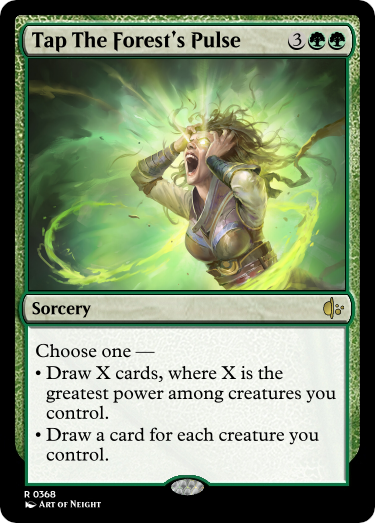 Tap The Forest's Pulse 3
Sorcery
Choose one —
• Draw X cards, where X is the
greatest power among creatures you
control.
• Draw a card for each creature you
control.
R 0368
Art of Neight